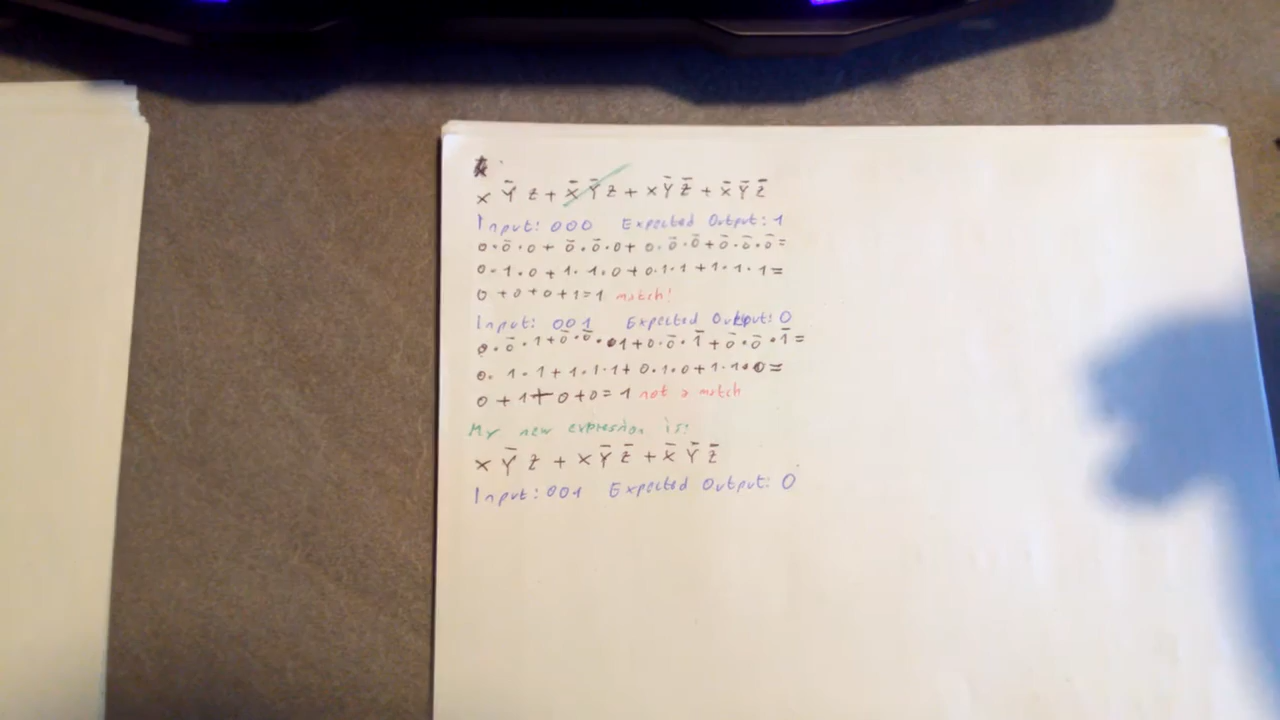 x Ȳ z + x̄ Ȳ z + x Ȳ z̄ + x̄ Ȳ z̄
Input: 000 Expected Output: 1
0·0̄·0 + 0̄·0̄·0 + 0·0̄·0̄ + 0̄·0̄·0̄ =
0·1·0 + 1·1·0 + 0·1·1 + 1·1·1 =
0 + 0 + 0 + 1 = 1 match!
Input: 001 Expected Output: 0
0·0̄·1 + 0̄·0̄·1 + 0·0̄·1̄ + 0̄·0̄·1̄ =
0·1·1 + 1·1·1 + 0·1·0 + 1·1·0 =
0 + 1 + 0 + 0 = 1 not a match
My new expression is:
x Ȳ z + x Ȳ z̄ + x̄ Ȳ z̄
Input: 001 Expected Output: 0